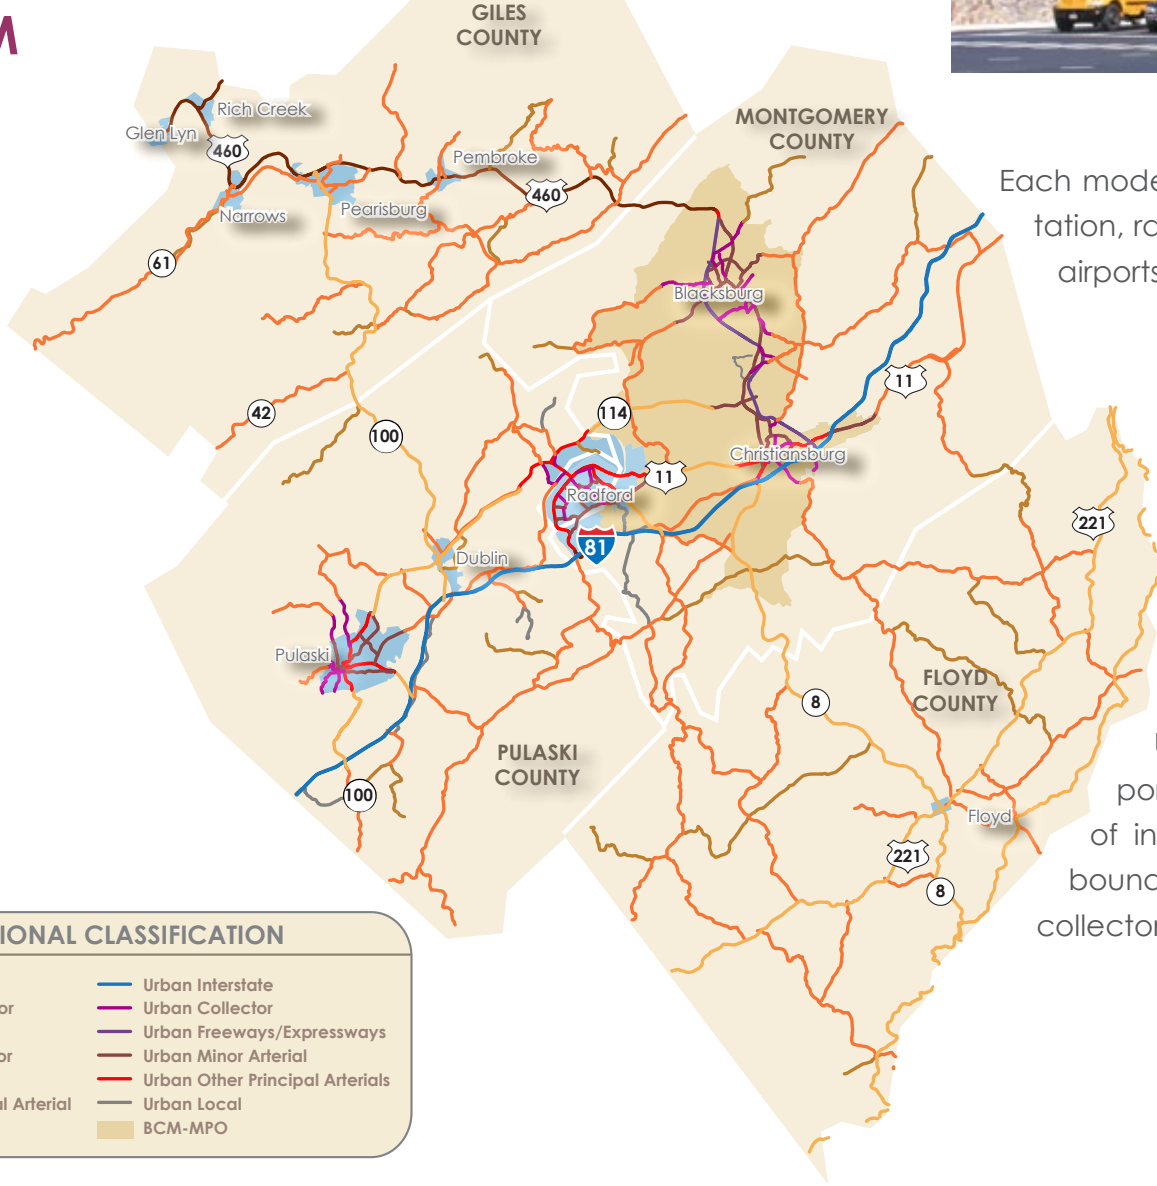 M
GILES
COUNTY
MONTGOMERY
COUNTY
Rich Creek
Glen Lyn
460
Pembroke
460
Narrows
Pearisburg
61
Each mode
tation, ra
airports
Blacksburg
11
42
100
114
Christiansburg
11
Radford
221
81
Dublin
Pulaski
FLOYD
COUNTY
8
PULASKI
COUNTY
100
Floyd
221
8
por
of in
bound
collector
IONAL CLASSIFICATION
Urban Interstate
or
Urban Collector
Urban Freeways/Expressways
or
Urban Minor Arterial
Urban Other Principal Arterials
al Arterial
Urban Local
BCM-MPO